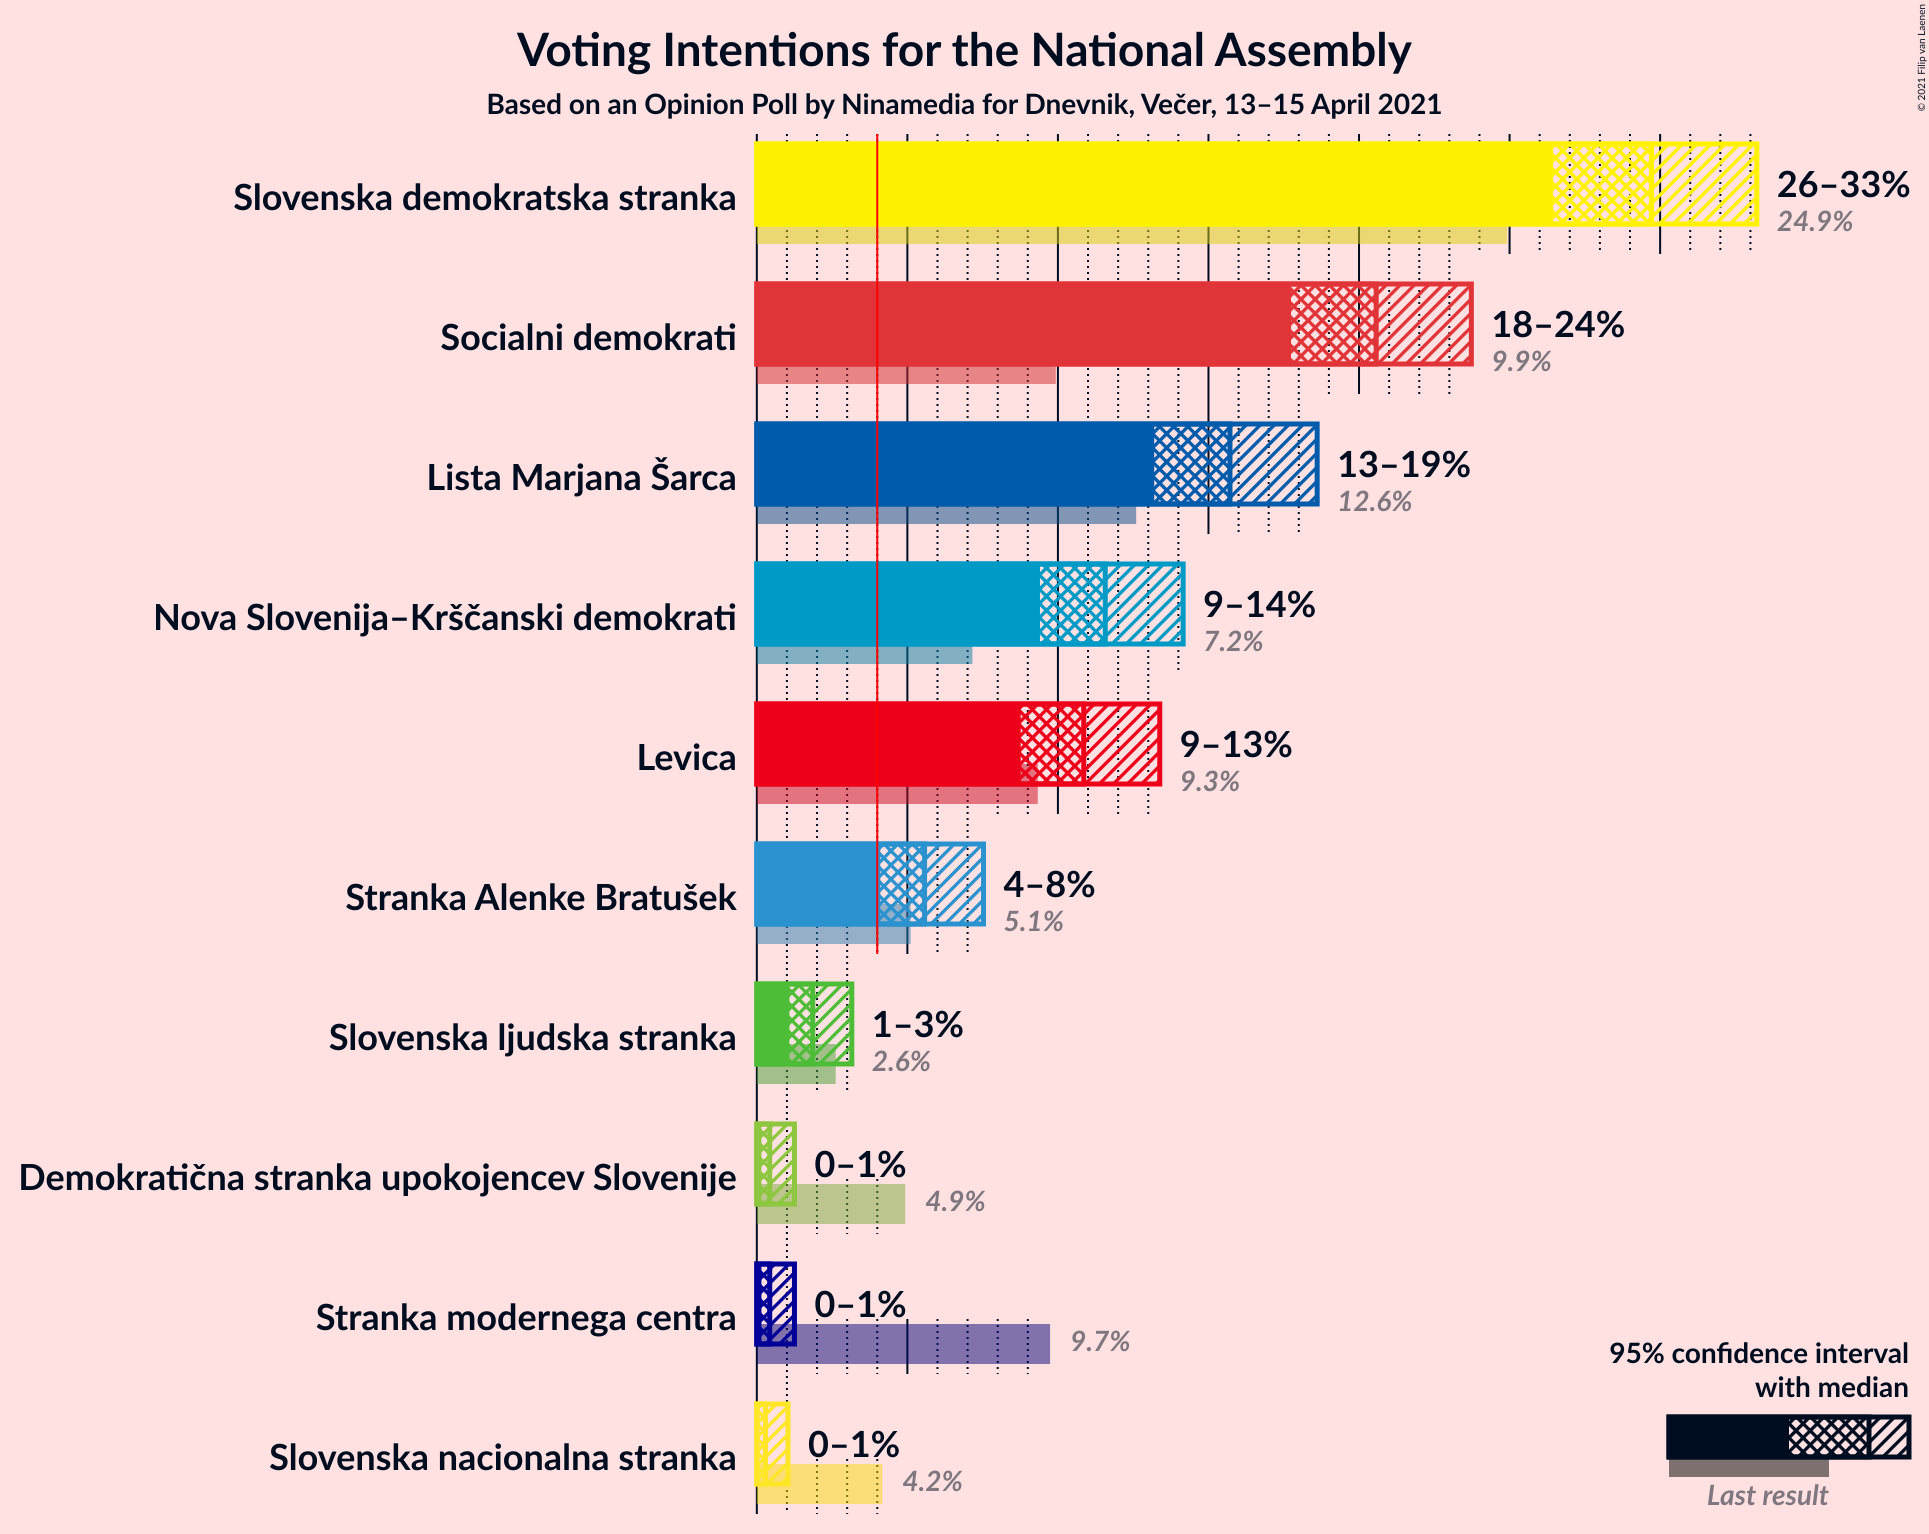 Voting Intentions for the National Assembly
Based on an Opinion Poll by Ninamedia for Dnevnik, Večer, 13–15 April 2021
© 2021 Filip van Laenen
Slovenska demokratska stranka
26–33%
24.9%
Socialni demokrati
18–24%
9.9%
Lista Marjana Šarca
13–19%
12.6%
Nova Slovenija–Krščanski demokrati
9–14%
7.2%
Levica
9–13%
9.3%
Stranka Alenke Bratušek
4–8%
5.1%
Slovenska ljudska stranka
1–3%
2.6%
Demokratična stranka upokojencev Slovenije
0–1%
4.9%
Stranka modernega centra
0–1%
9.7%
Slovenska nacionalna stranka
0–1%
4.2%
95% confidence interval
with median
Last result